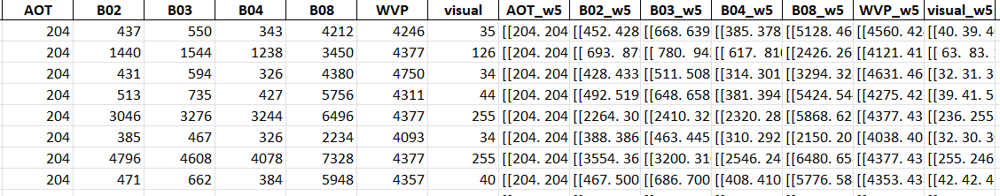 AOT B02 B03 B04 B08 WVP visual AOT_w5 B02_w5 B03_w5 B04_w5 B08_w5 WVP_w5 visual_w5
204 437 550 343 4212 4246 35 [[204. 204 [[452. 428 [[668. 639 [[385. 378 [[5128. 46 [[4560. 42 [[40. 39. 4
204 1440 1544 1238 3450 4377 126 [[204. 204 [[ 693. 87 [[ 780. 94 [[ 617. 81 [[2426. 26 [[4121. 41 [[ 63. 83.
204 431 594 326 4380 4750 34 [[204. 204 [[428. 433 [[511. 508 [[314. 301 [[3294. 32 [[4631. 46 [[32. 31. 3
204 513 735 427 5756 4311 44 [[204. 204 [[492. 519 [[648. 658 [[381. 394 [[5424. 54 [[4275. 42 [[39. 41. 5
204 3046 3276 3244 6496 4377 255 [[204. 204 [[2264. 30 [[2410. 32 [[2320. 28 [[5868. 62 [[4377. 43 [[236. 255
204 385 467 326 2234 4093 34 [[204. 204 [[388. 386 [[463. 445 [[310. 292 [[2150. 20 [[4038. 40 [[32. 30. 3
204 4796 4608 4078 7328 4377 255 [[204. 204 [[3554. 36 [[3200. 31 [[2546. 24 [[6480. 65 [[4377. 43 [[255. 246
204 471 662 384 5948 4357 40 [[204. 204 [[467. 500 [[686. 700 [[408. 410 [[5776. 58 [[4353. 43 [[42. 42. 4